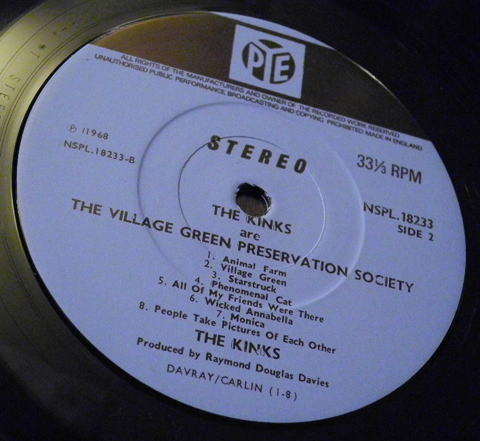 PYE
ALL RIGHTS OF THE MANUFACTURERS AND OWNER OF THE RECORDED WORK RESERVED
UNAUTHORISED PUBLIC PERFORMANCE, BROADCASTING AND COPYING PROHIBITED MADE IN ENGLAND
STEREO
33⅓ RPM
℗ 1968
NSPL.18233-B
NSPL.18233
SIDE 2
THE KINKS
are
THE VILLAGE GREEN PRESERVATION SOCIETY
1. Animal Farm
2. Village Green
3. Starstruck
4. Phenomenal Cat
5. All Of My Friends Were There
6. Wicked Annabella
7. Monica
8. People Take Pictures Of Each Other
THE KINKS
Produced by Raymond Douglas Davies
DAVRAY/CARLIN (1-8)